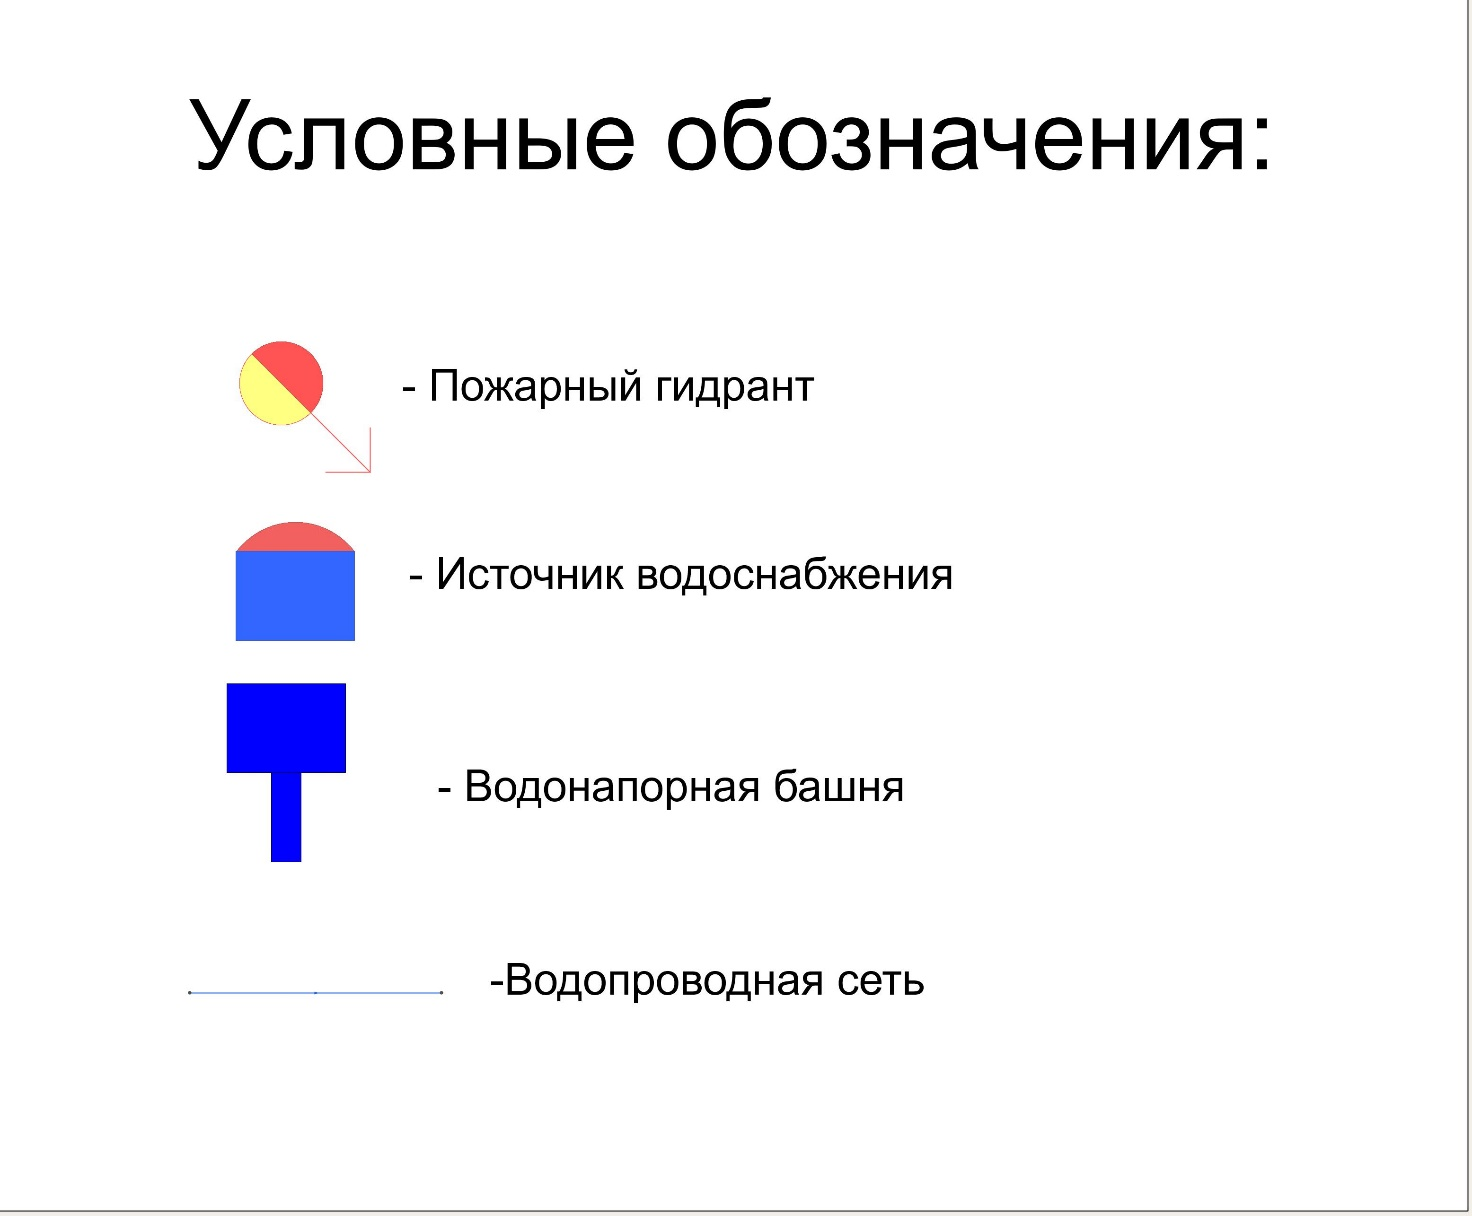 Условные обозначения:
- Пожарный гидрант
- Источник водоснабжения
- Водонапорная башня
-Водопроводная сеть